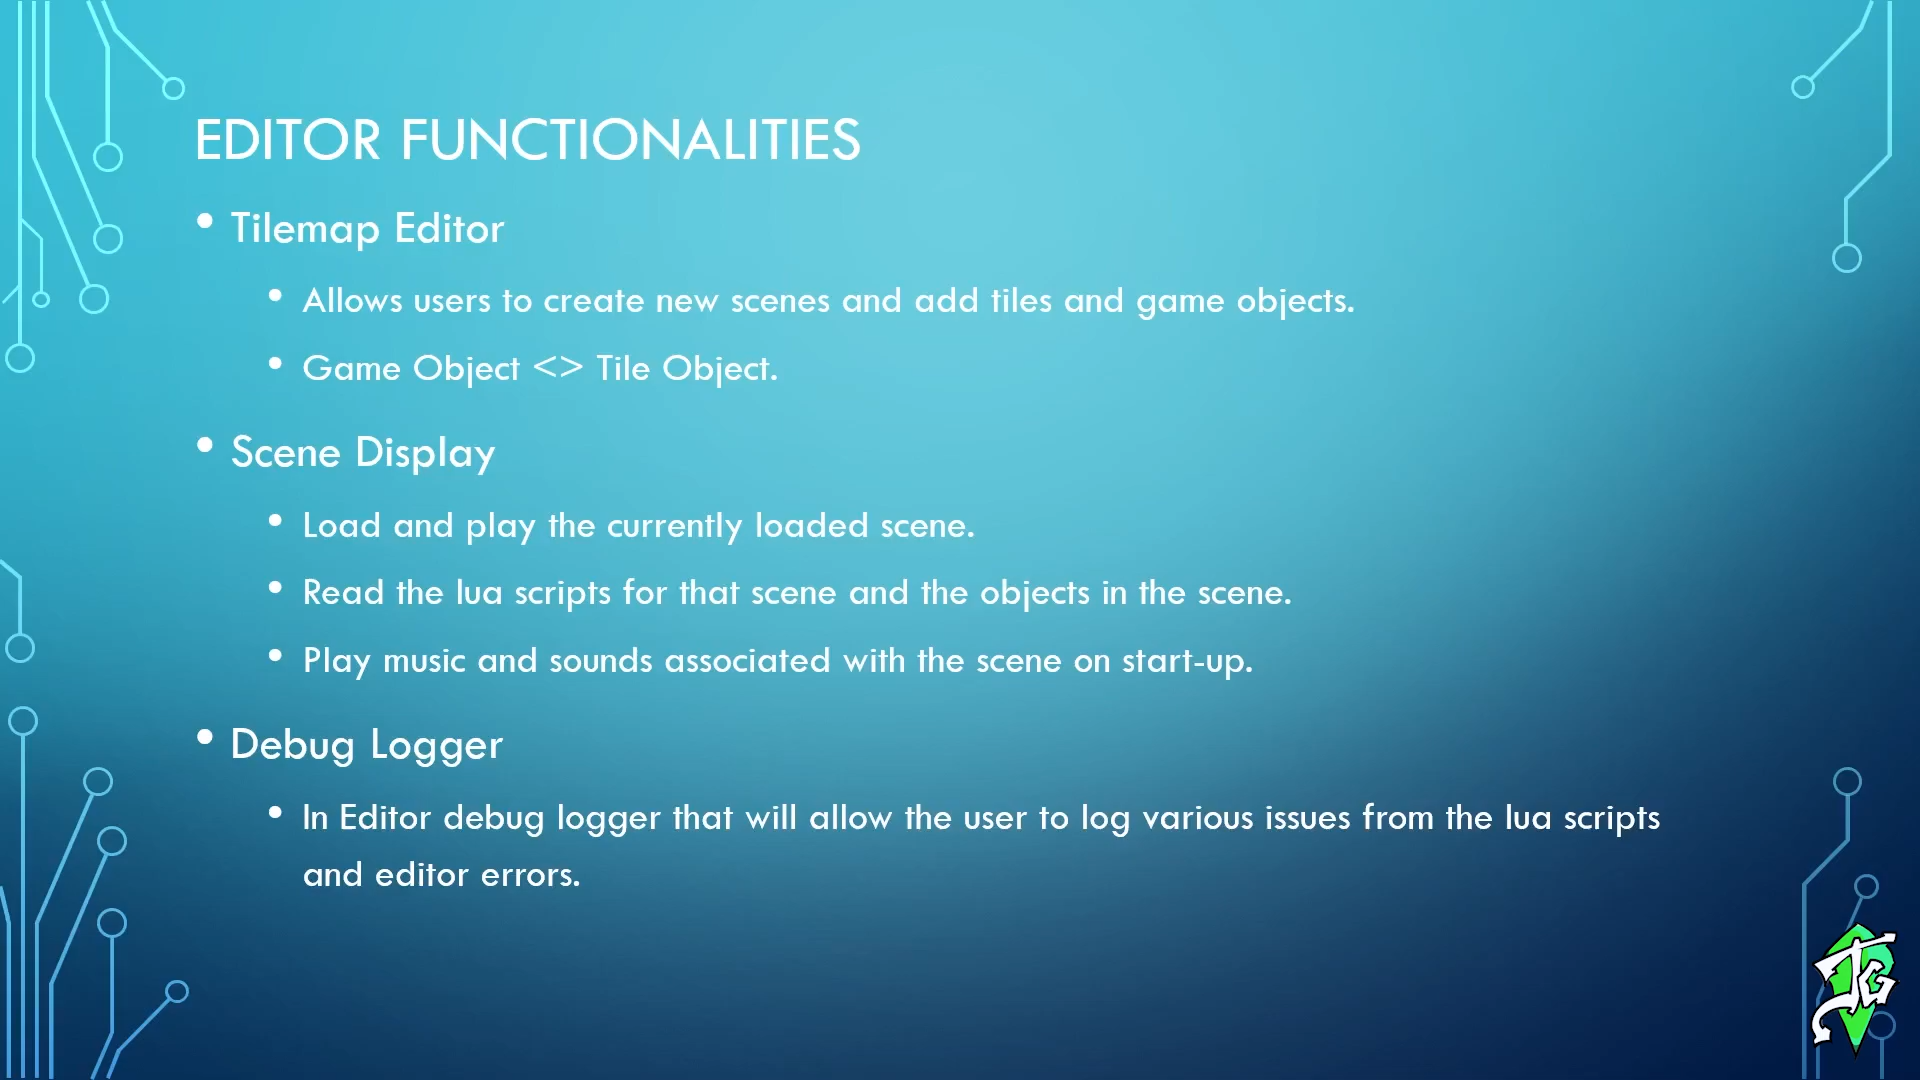 EDITOR FUNCTIONALITIES
• Tilemap Editor
• Allows users to create new scenes and add tiles and game objects.
• Game Object <> Tile Object.
• Scene Display
• Load and play the currently loaded scene.
• Read the lua scripts for that scene and the objects in the scene.
• Play music and sounds associated with the scene on start-up.
• Debug Logger
• In Editor debug logger that will allow the user to log various issues from the lua scripts
and editor errors.
JG